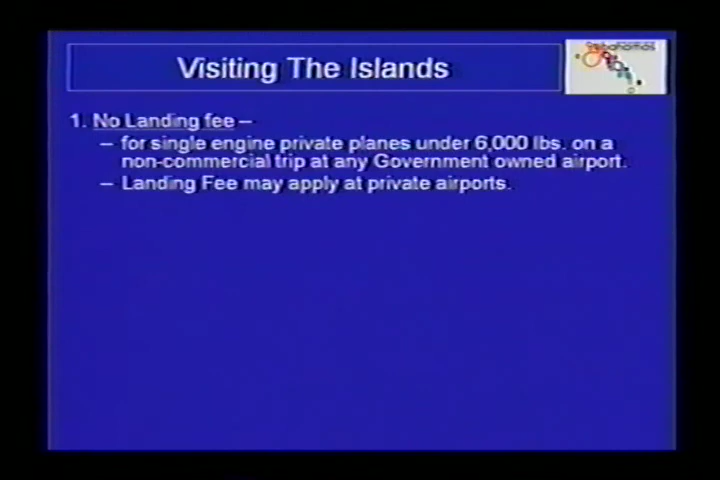 Visiting The Islands
bahamas
1. No Landing fee –
– for single engine private planes under 6,000 lbs. on a
non-commercial trip at any Government owned airport.
– Landing Fee may apply at private airports.